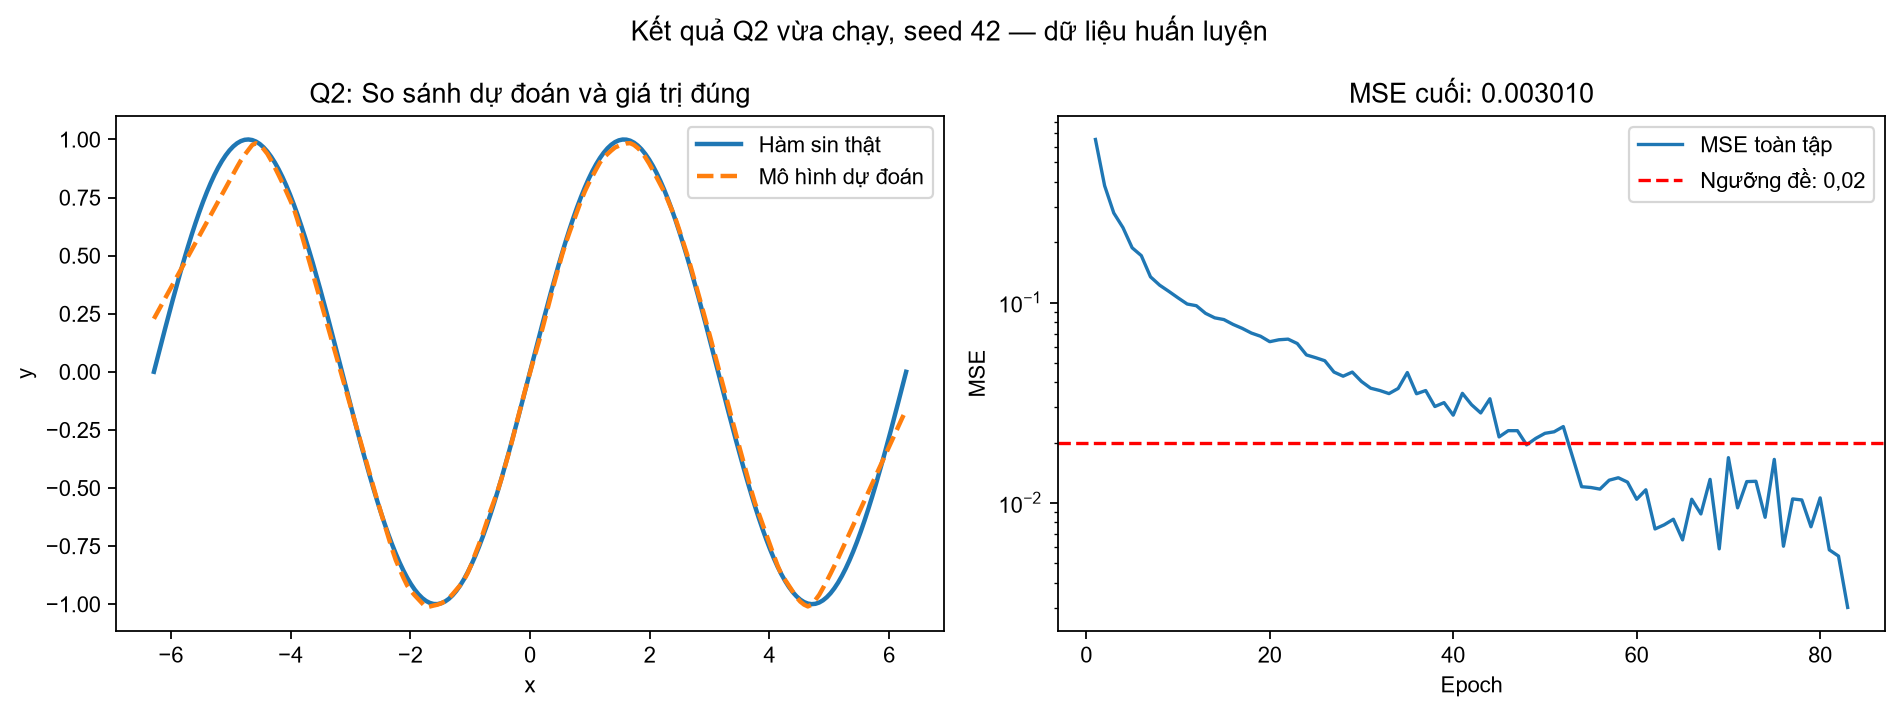 Kết quả Q2 vừa chạy, seed 42 — dữ liệu huấn luyện
Q2: So sánh dự đoán và giá trị đúng
1.00
0.75
0.50
0.25
0.00
−0.25
−0.50
−0.75
−1.00
y
−6
−4
−2
0
2
4
6
x
Hàm sin thật
Mô hình dự đoán
MSE cuối: 0.003010
10⁻¹
10⁻²
MSE
0
20
40
60
80
Epoch
MSE toàn tập
Ngưỡng đề: 0,02